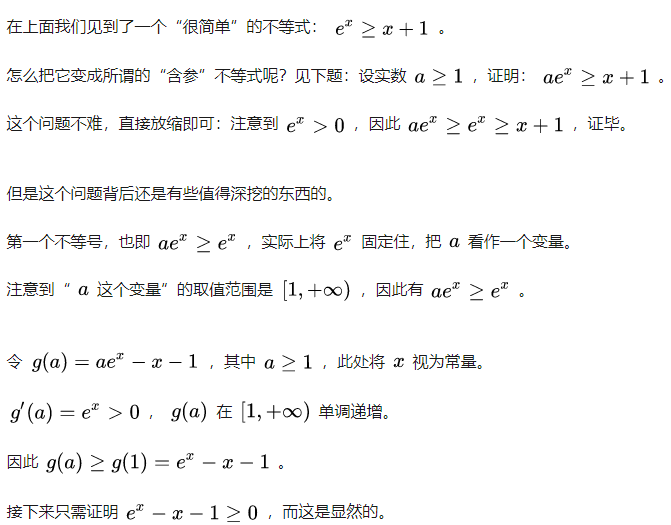 在上面我们见到了一个“很简单”的不等式： $e^x \geq x + 1$ 。
怎么把它变成所谓的“含参”不等式呢？见下题：设实数 $a \geq 1$ ，证明： $ae^x \geq x + 1$ 。
这个问题不难，直接放缩即可：注意到 $e^x > 0$ ，因此 $ae^x \geq e^x \geq x + 1$ ，证毕。
但是这个问题背后还是有些值得深挖的东西的。
第一个不等号，也即 $ae^x \geq e^x$ ，实际上将 $e^x$ 固定住，把 $a$ 看作一个变量。
注意到“ $a$ 这个变量”的取值范围是 $[1, +\infty)$ ，因此有 $ae^x \geq e^x$ 。
令 $g(a) = ae^x - x - 1$ ，其中 $a \geq 1$ ，此处将 $x$ 视为常量。
$g'(a) = e^x > 0$ ， $g(a)$ 在 $[1, +\infty)$ 单调递增。
因此 $g(a) \geq g(1) = e^x - x - 1$ 。
接下来只需证明 $e^x - x - 1 \geq 0$ ，而这是显然的。